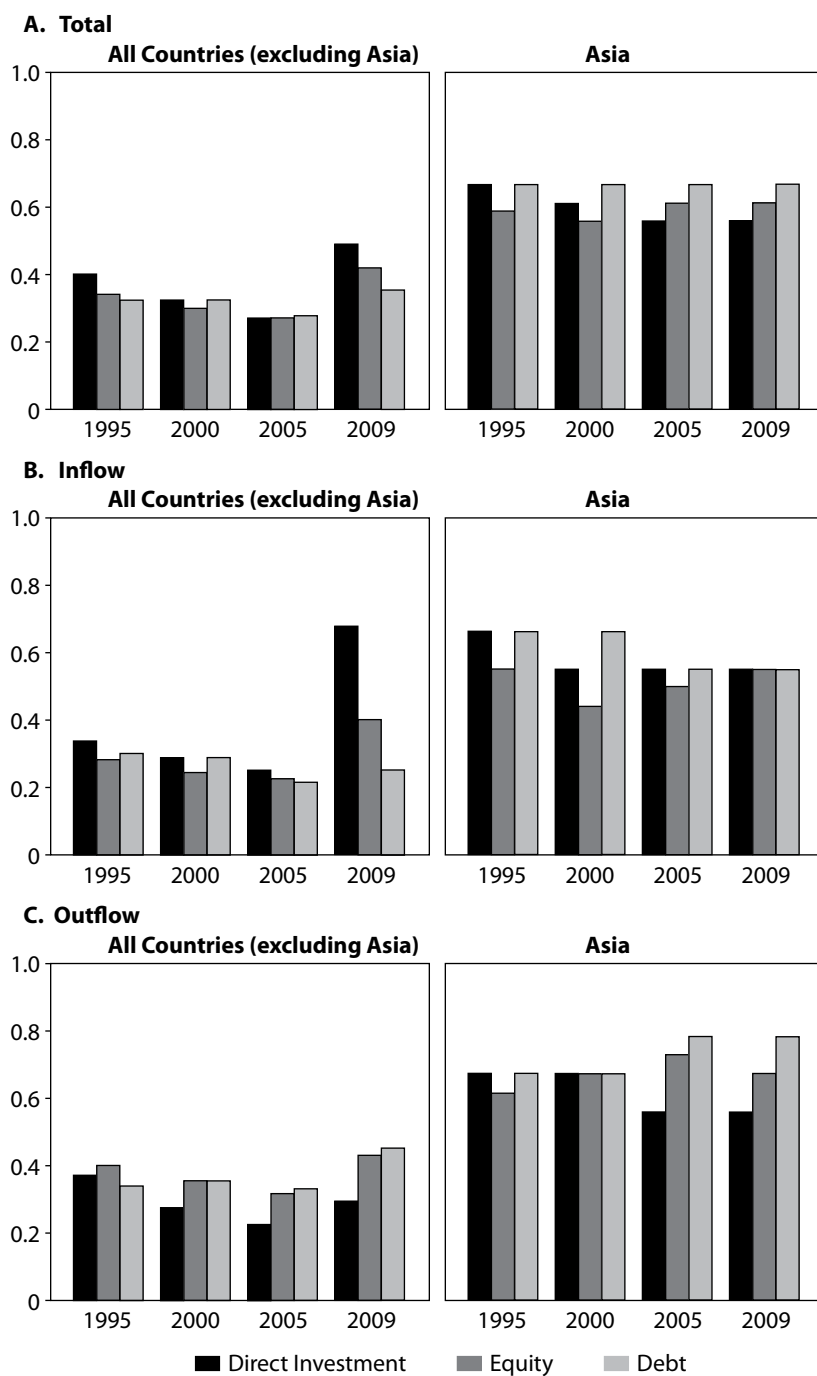 A. Total
All Countries (excluding Asia) Asia
1.0
0.8
0.6
0.4
0.2
0
1995 2000 2005 2009 1995 2000 2005 2009
B. Inflow
All Countries (excluding Asia) Asia
1.0
0.8
0.6
0.4
0.2
0
1995 2000 2005 2009 1995 2000 2005 2009
C. Outflow
All Countries (excluding Asia) Asia
1.0
0.8
0.6
0.4
0.2
0
1995 2000 2005 2009 1995 2000 2005 2009
Direct Investment Equity Debt